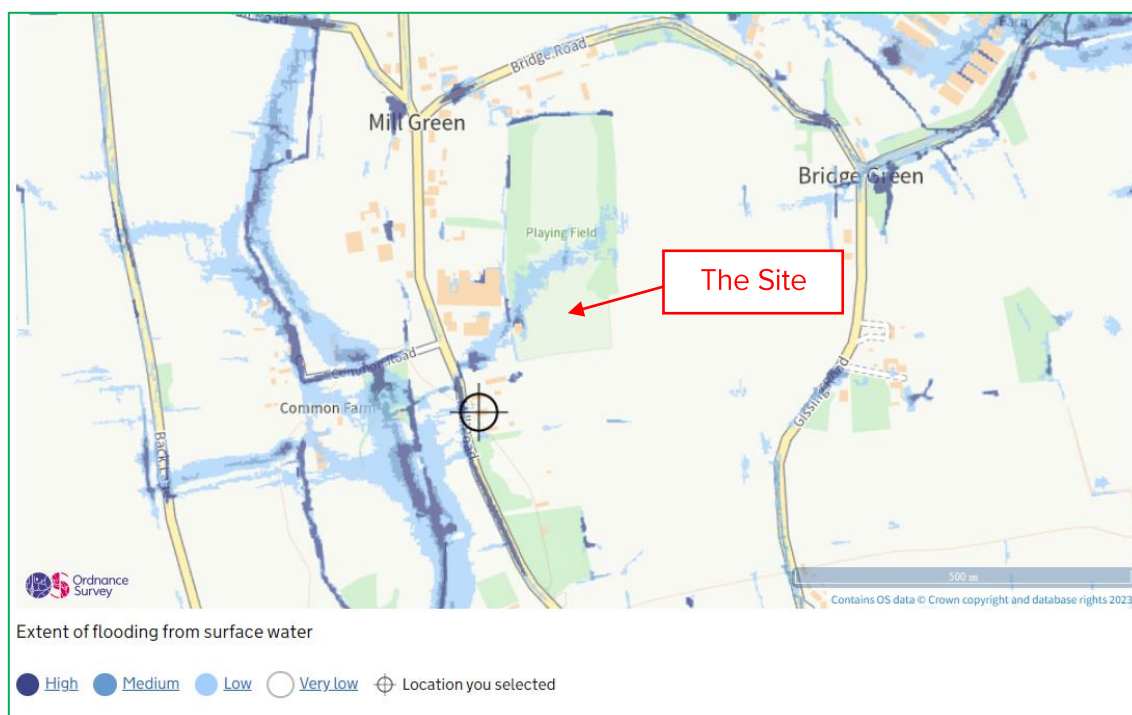 Farm
Bridge Road
Mill Green
Bridge Green
Playing Field
The Site
Common Road
Common Farm
Back Lane
Gissing Road
Ordnance
Survey
500 m
Contains OS data © Crown copyright and database rights 2023
Extent of flooding from surface water
High Medium Low Very low Location you selected